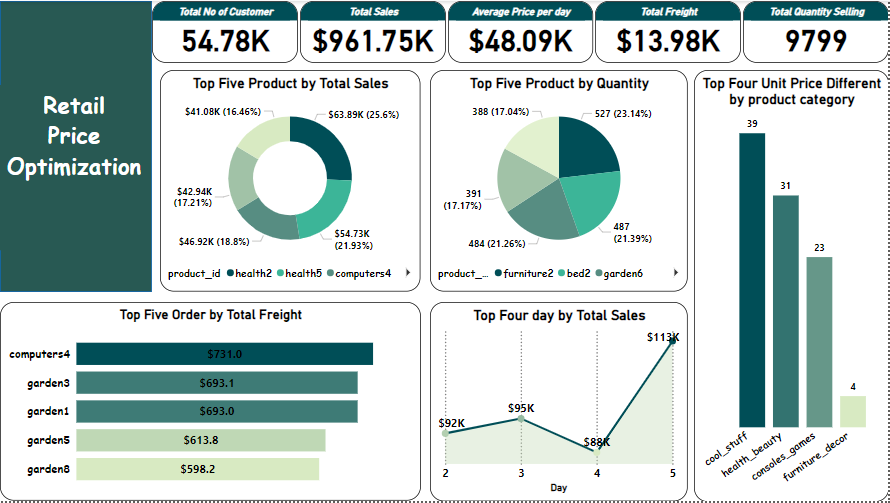 Total No of Customer
54.78K
Total Sales
$961.75K
Average Price per day
$48.09K
Total Freight
$13.98K
Total Quantity Selling
9799
Retail
Price
Optimization
Top Five Product by Total Sales
$41.08K (16.46%)
$63.89K (25.6%)
$42.94K
(17.21%)
$46.92K (18.8%)
$54.73K
(21.93%)
product_id health2 health5 computers4
Top Five Product by Quantity
388 (17.04%)
527 (23.14%)
391
(17.17%)
484 (21.26%)
487
(21.39%)
product_... furniture2 bed2 garden6
Top Four Unit Price Different
by product category
39
31
23
4
cool_stuff
health_beauty
consoles_games
furniture_decor
Top Five Order by Total Freight
computers4 $731.0
garden3 $693.1
garden1 $693.0
garden5 $613.8
garden8 $598.2
Top Four day by Total Sales
$92K
$95K
$88K
$113K
2 3 4 5
Day